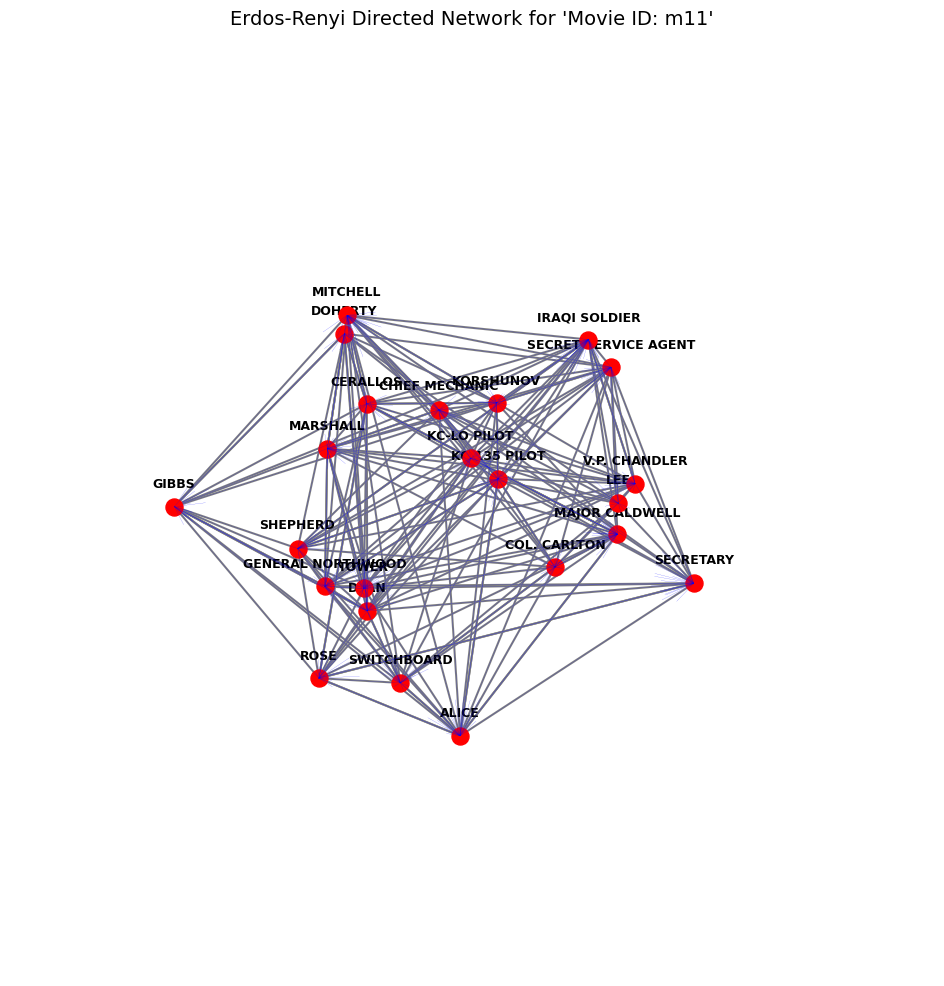 Erdos-Renyi Directed Network for 'Movie ID: m11'
MITCHELL
DOHERTY
IRAQI SOLDIER
SECRET SERVICE AGENT
CERALLOS
CHIEF MECHANIC
KORSHUNOV
MARSHALL
KC-LO PILOT
KC-135 PILOT
V.P. CHANDLER
LEE
GIBBS
MAJOR CALDWELL
SHEPHERD
COL. CARLTON
SECRETARY
GENERAL NORTHWOOD
TOWER
ROSE
SWITCHBOARD
ALICE